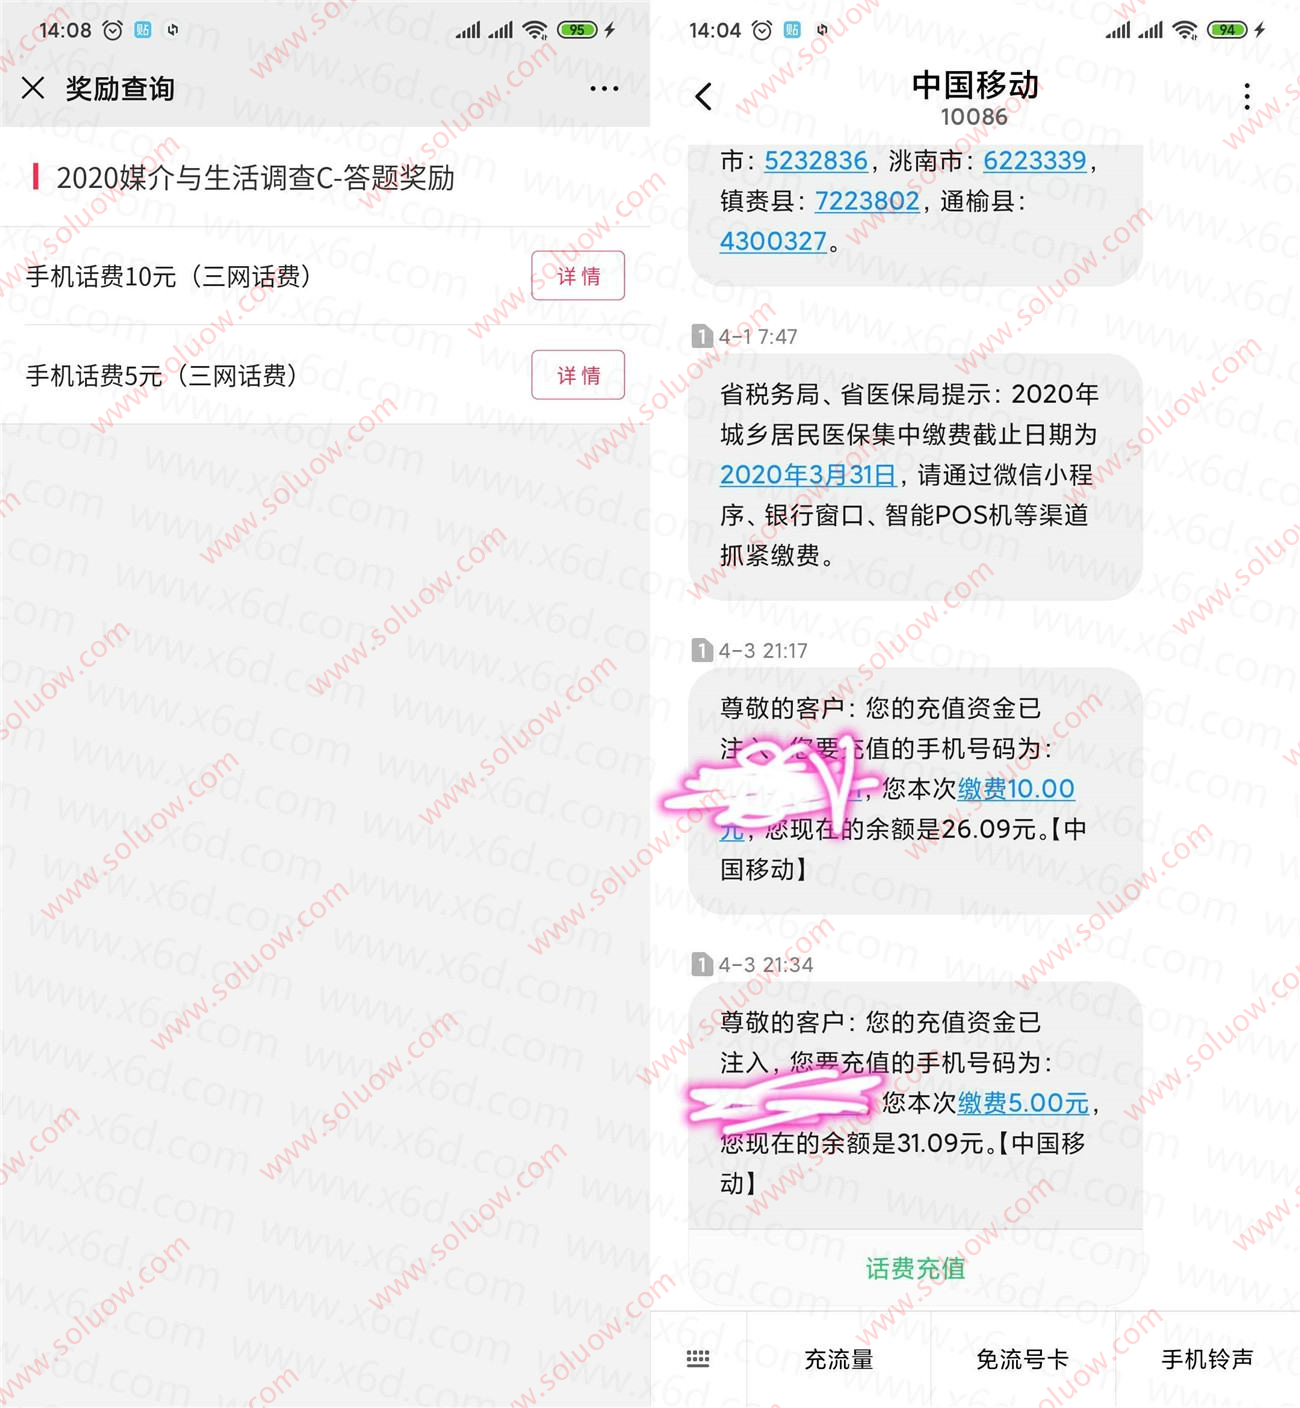 14:08
贴
95
奖励查询
2020媒介与生活调查C-答题奖励
手机话费10元（三网话费）
详情
手机话费5元（三网话费）
详情
14:04
贴
94
中国移动
10086
市：5232836，洮南市：6223339，
镇赉县：7223802，通榆县：
4300327。
1 4-1 7:47
省税务局、省医保局提示：2020年
城乡居民医保集中缴费截止日期为
2020年3月31日，请通过微信小程
序、银行窗口、智能POS机等渠道
抓紧缴费。
1 4-3 21:17
尊敬的客户：您的充值资金已
注入，您要充值的手机号码为：
，您本次缴费10.00
元，您现在的余额是26.09元。【中
国移动】
1 4-3 21:34
尊敬的客户：您的充值资金已
注入，您要充值的手机号码为：
，您本次缴费5.00元，
您现在的余额是31.09元。【中国移
动】
话费充值
充流量
免流号卡
手机铃声
www.soluow.com
www.x6d.com